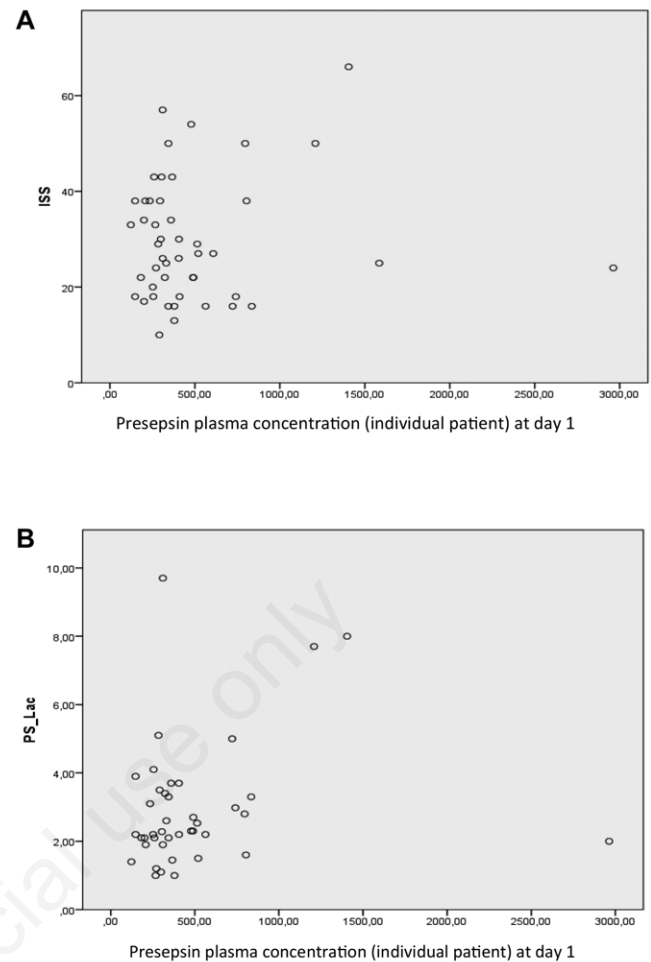 A
60
40
ISS
20
0
,00 500,00 1000,00 1500,00 2000,00 2500,00 3000,00
Presepsin plasma concentration (individual patient) at day 1
B
10,00
8,00
6,00
PS_Lac
4,00
2,00
,00
,00 500,00 1000,00 1500,00 2000,00 2500,00 3000,00
Presepsin plasma concentration (individual patient) at day 1
cial use only